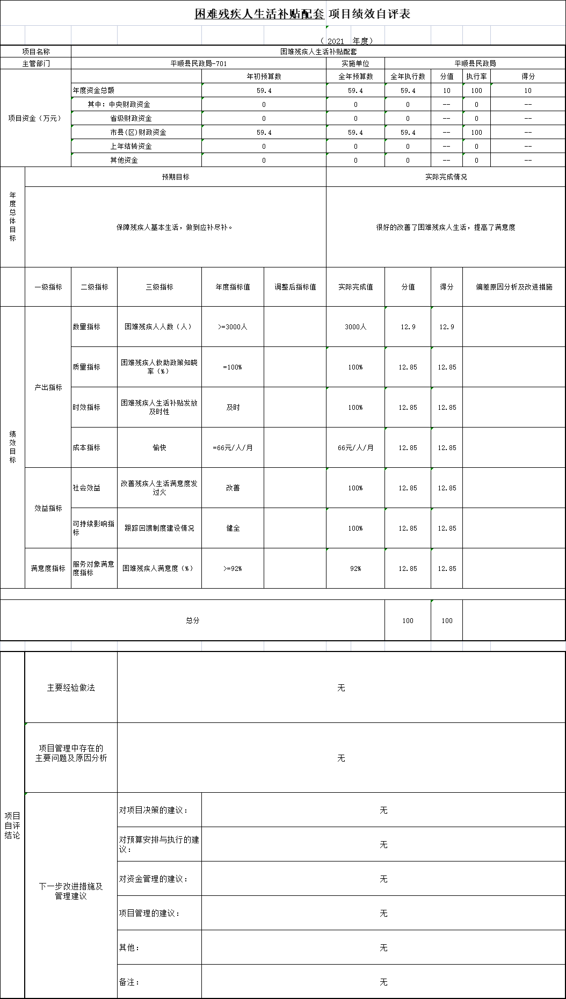 困难残疾人生活补贴配套 项目绩效自评表
（ 2021 年度）
项目名称 困难残疾人生活补贴配套
主管部门 平顺县民政局-701 实施单位 平顺县民政局
项目资金（万元） 年初预算数 全年预算数 全年执行数 分值 执行率 得分
年度资金总额 59.4 59.4 59.4 10 100 10
其中：中央财政资金 0 0 0 -- 0 --
省级财政资金 0 0 0 -- 0 --
市县(区)财政资金 59.4 59.4 59.4 -- 100 --
上年结转资金 0 0 0 -- 0 --
其他资金 0 0 0 -- 0 --
年度总体目标 预期目标 实际完成情况
保障残疾人基本生活，做到应补尽补。 很好的改善了困难残疾人生活，提高了满意度
一级指标 二级指标 三级指标 年度指标值 调整后指标值 实际完成值 分值 得分 偏差原因分析及改进措施
绩效目标
产出指标
数量指标 困难残疾人人数（人） >=3000人 3000人 12.9 12.9
质量指标 困难残疾人救助政策知晓率（%） =100% 100% 12.85 12.85
时效指标 困难残疾人生活补贴发放及时性 及时 100% 12.85 12.85
成本指标 愉快 =66元/人/月 66元/人/月 12.85 12.85
效益指标
社会效益 改善残疾人生活满意度发过火 改善 100% 12.85 12.85
可持续影响指标 跟踪回馈制度建设情况 健全 100% 12.85 12.85
满意度指标 服务对象满意度指标 困难残疾人满意度（%） >=92% 92% 12.85 12.85
总分 100 100
项目自评结论
主要经验做法 无
项目管理中存在的
主要问题及原因分析 无
下一步改进措施及
管理建议
对项目决策的建议： 无
对预算安排与执行的建议： 无
对资金管理的建议： 无
项目管理的建议： 无
其他： 无
备注： 无